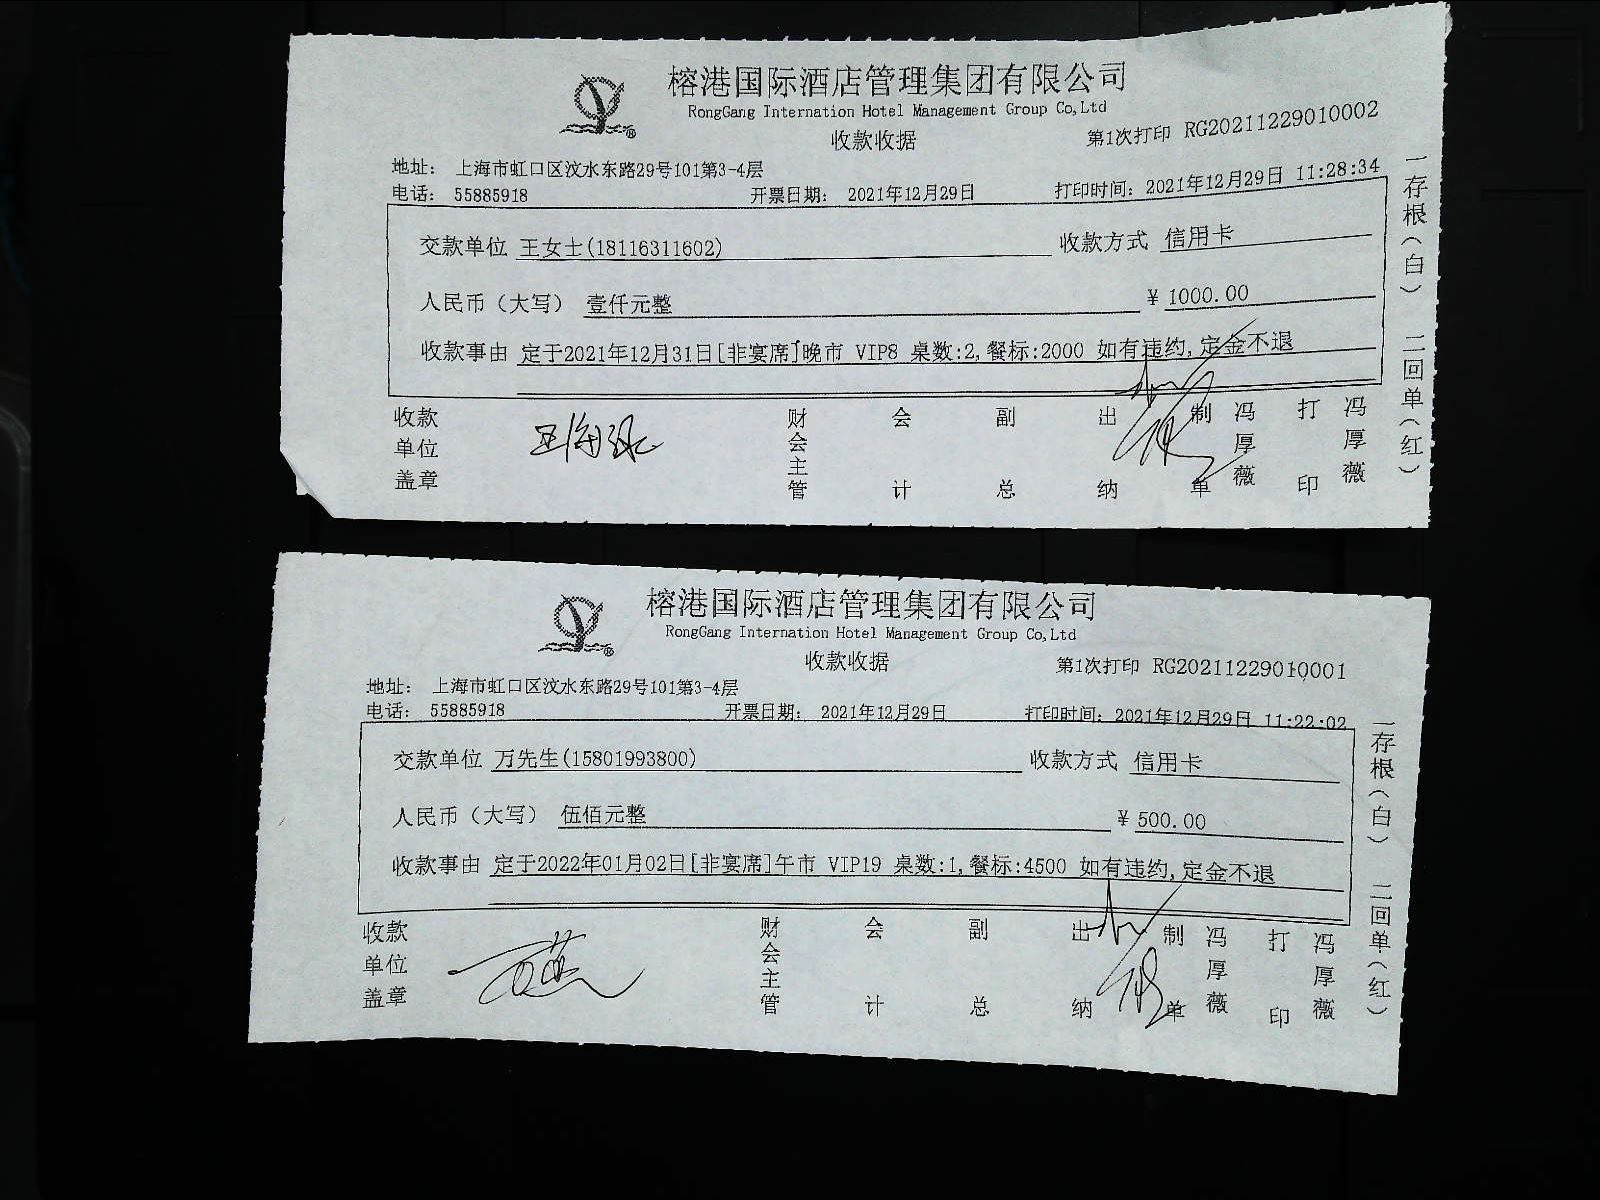 榕港国际酒店管理集团有限公司
RongGang Internation Hotel Management Group Co,Ltd
收款收据
第1次打印 RG20211229010002
地址： 上海市虹口区汶水东路29号101第3-4层
电话： 55885918 开票日期： 2021年12月29日 打印时间：2021年12月29日 11:28:34
交款单位 王女士(18116311602) 收款方式 信用卡
人民币（大写） 壹仟元整 ￥ 1000.00
收款事由 定于2021年12月31日[非宴席]晚市 VIP8 桌数:2,餐标:2000 如有违约,定金不退
收款单位盖章 财会主管 会计 副总 出纳 制单 冯厚薇 打印 冯厚薇
一存根（白） 二回单（红）
榕港国际酒店管理集团有限公司
RongGang Internation Hotel Management Group Co,Ltd
收款收据
第1次打印 RG20211229010001
地址： 上海市虹口区汶水东路29号101第3-4层
电话： 55885918 开票日期： 2021年12月29日 打印时间：2021年12月29日 11:22:02
交款单位 万先生(15801993800) 收款方式 信用卡
人民币（大写） 伍佰元整 ￥ 500.00
收款事由 定于2022年01月02日[非宴席]午市 VIP19 桌数:1,餐标:4500 如有违约,定金不退
收款单位盖章 财会主管 会计 副总 出纳 制单 冯厚薇 打印 冯厚薇
一存根（白） 二回单（红）